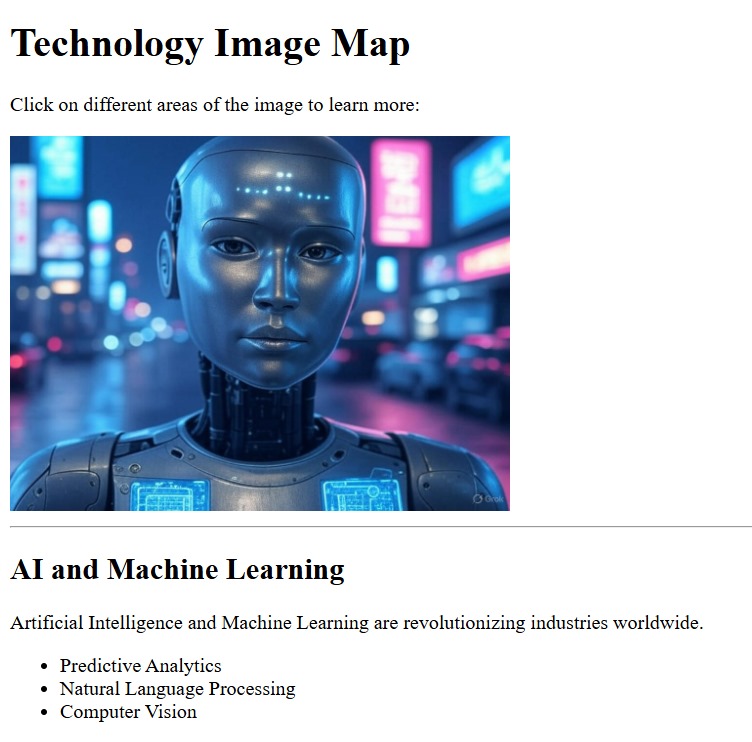 Technology Image Map
Click on different areas of the image to learn more:
Grok
AI and Machine Learning
Artificial Intelligence and Machine Learning are revolutionizing industries worldwide.
• Predictive Analytics
• Natural Language Processing
• Computer Vision